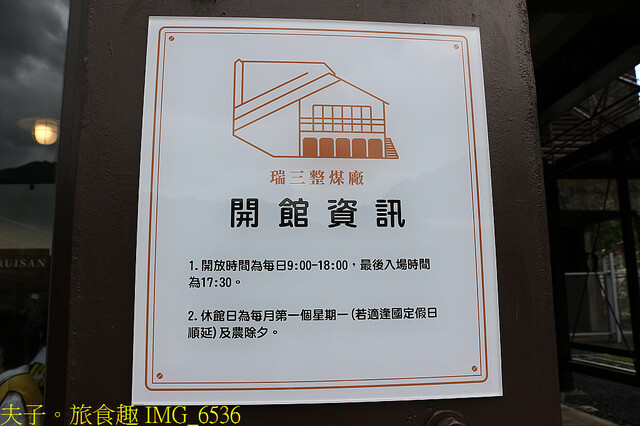 瑞三整煤廠
開館資訊
1. 開放時間為每日9:00-18:00，最後入場時間
為17:30。
2. 休館日為每月第一個星期一(若適逢國定假日
順延)及農除夕。
RUISAN
夫子。旅食趣 IMG_6536